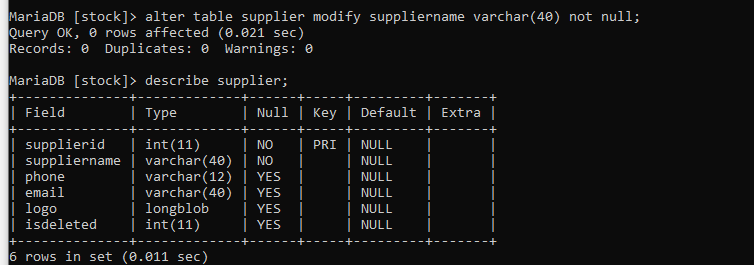 MariaDB [stock]> alter table supplier modify suppliername varchar(40) not null;
Query OK, 0 rows affected (0.021 sec)
Records: 0  Duplicates: 0  Warnings: 0

MariaDB [stock]> describe supplier;
+--------------+-------------+------+-----+---------+-------+
| Field        | Type        | Null | Key | Default | Extra |
+--------------+-------------+------+-----+---------+-------+
| supplierid   | int(11)     | NO   | PRI | NULL    |       |
| suppliername | varchar(40) | NO   |     | NULL    |       |
| phone        | varchar(12) | YES  |     | NULL    |       |
| email        | varchar(40) | YES  |     | NULL    |       |
| logo         | longblob    | YES  |     | NULL    |       |
| isdeleted    | int(11)     | YES  |     | NULL    |       |
+--------------+-------------+------+-----+---------+-------+
6 rows in set (0.011 sec)